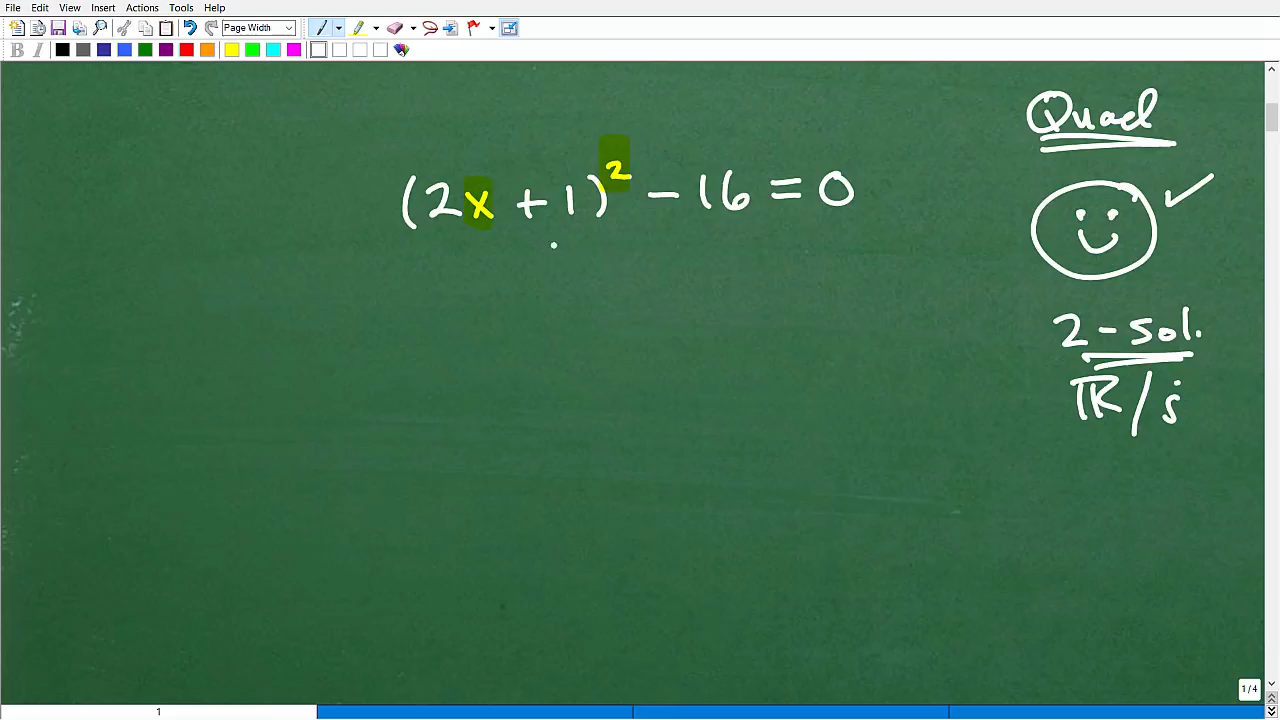 File Edit View Insert Actions Tools Help
Page Width
B I
Quad
(2x + 1)² - 16 = 0
2 - sol.
ℝ / i
1/4
1